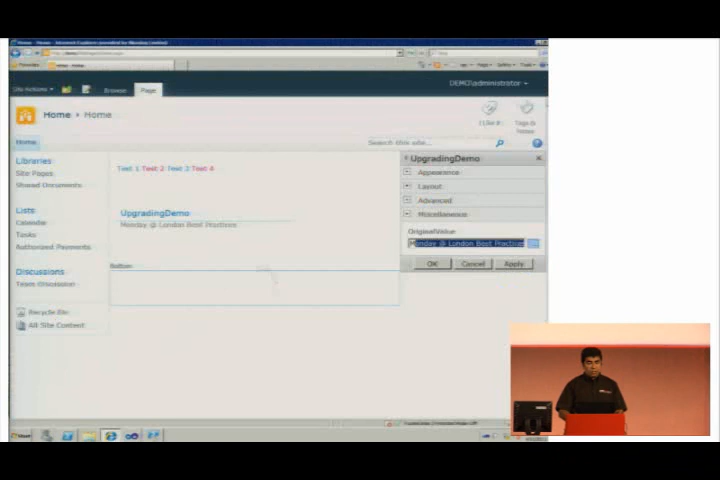 Site Actions
Browse
Page
DEMO\administrator
Home › Home
I Like It
Tags & Notes
Home
Search this site...
Libraries
Site Pages
Shared Documents
Lists
Calendar
Tasks
Authorized Payments
Discussions
Team Discussion
Recycle Bin
All Site Content
Test 1 Test 2 Test 3 Test 4
UpgradingDemo
Monday @ London Best Practices
Bottom
UpgradingDemo
Appearance
Layout
Advanced
Miscellaneous
OriginalValue
Monday @ London Best Practices
OK
Cancel
Apply